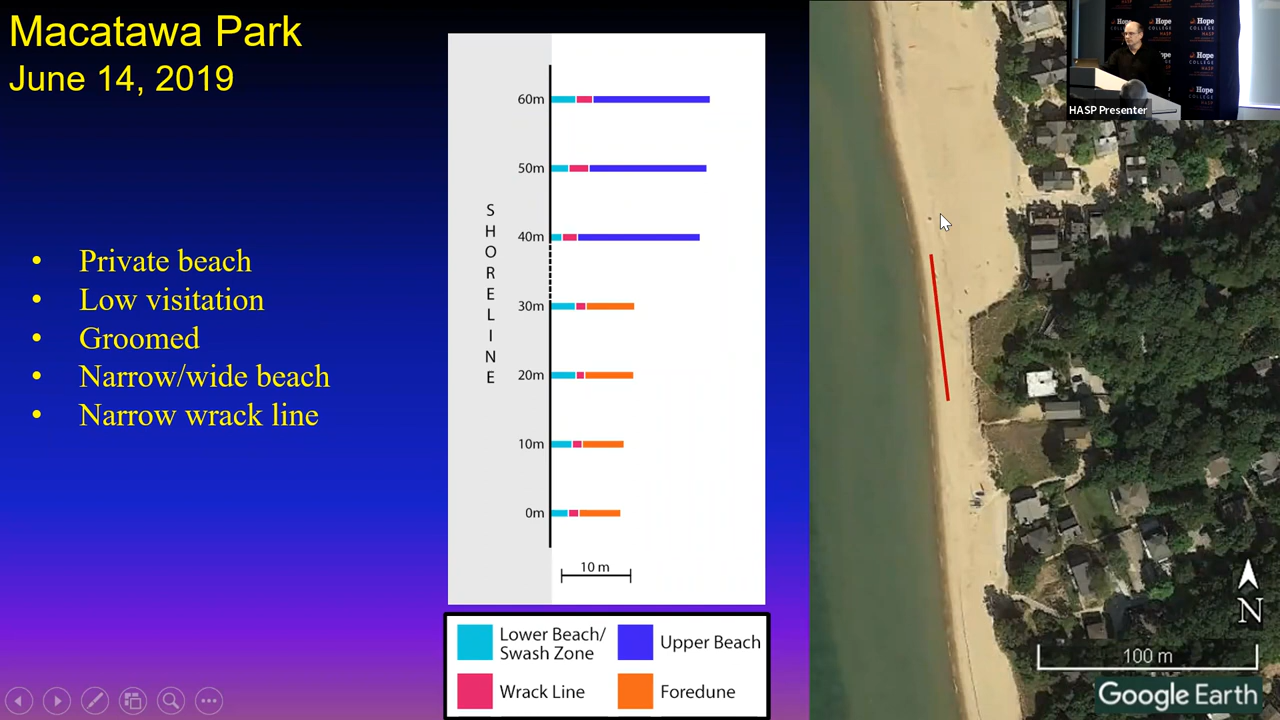 Macatawa Park
June 14, 2019
• Private beach
• Low visitation
• Groomed
• Narrow/wide beach
• Narrow wrack line
SHORELINE
60m
50m
40m
30m
20m
10m
0m
10 m
Lower Beach/
Swash Zone
Upper Beach
Wrack Line
Foredune
Hope
COLLEGE
HASP
HASP Presenter
N
100 m
Google Earth